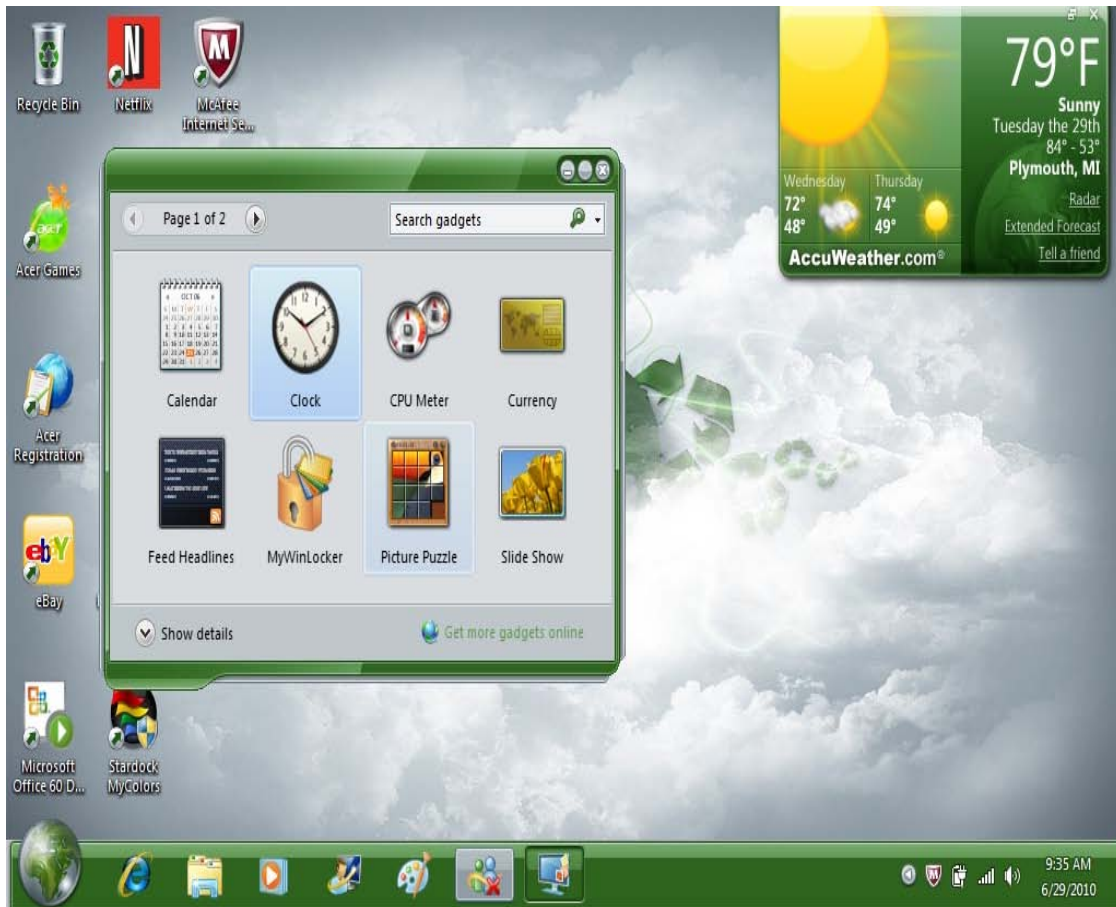 Recycle Bin
Netflix
McAfee
Internet Se...
Acer Games
Acer
Registration
ebY
eBay
Microsoft
Office 60 D...
Stardock
MyColors
Page 1 of 2
Search gadgets
OCT 06
Calendar
Clock
CPU Meter
Currency
Feed Headlines
MyWinLocker
Picture Puzzle
Slide Show
Show details
Get more gadgets online
79°F
Sunny
Tuesday the 29th
84° - 53°
Plymouth, MI
Radar
Extended Forecast
Tell a friend
Wednesday
72°
48°
Thursday
74°
49°
AccuWeather.com®
9:35 AM
6/29/2010